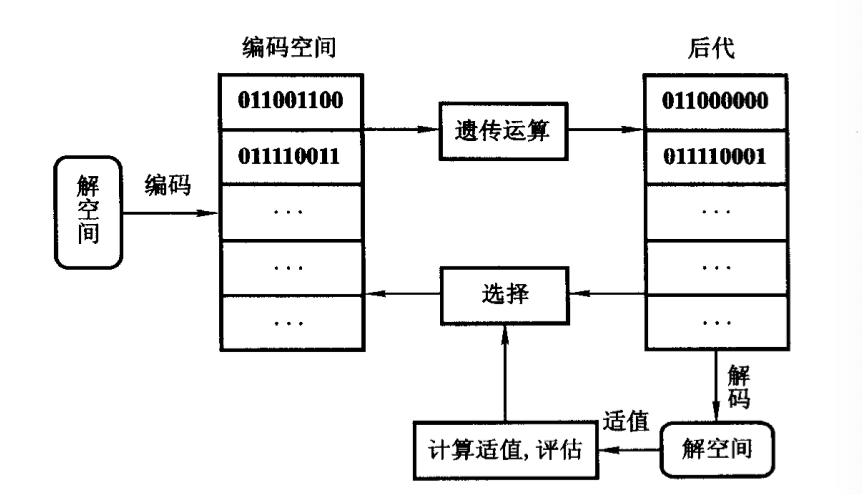 编码空间
后代
011001100
011000000
遗传运算
011110011
011110001
解空间
编码
...
...
...
...
选择
...
...
解码
适值
计算适值,评估
解空间